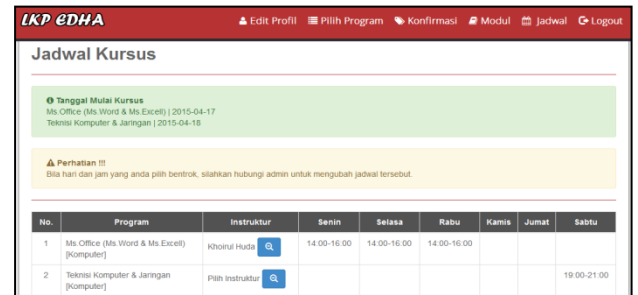 LKP EDHA
Edit Profil Pilih Program Konfirmasi Modul Jadwal Logout
Jadwal Kursus
Tanggal Mulai Kursus
Ms.Office (Ms.Word & Ms.Excell) | 2015-04-17
Teknisi Komputer & Jaringan | 2015-04-18
Perhatian !!!
Bila hari dan jam yang anda pilih bentrok, silahkan hubungi admin untuk mengubah jadwal tersebut.
No. Program Instruktur Senin Selasa Rabu Kamis Jumat Sabtu
1 Ms.Office (Ms.Word & Ms.Excell) Khoirul Huda 14:00-16:00 14:00-16:00 14:00-16:00
[Komputer]
2 Teknisi Komputer & Jaringan Pilih Instruktur 19:00-21:00
[Komputer]